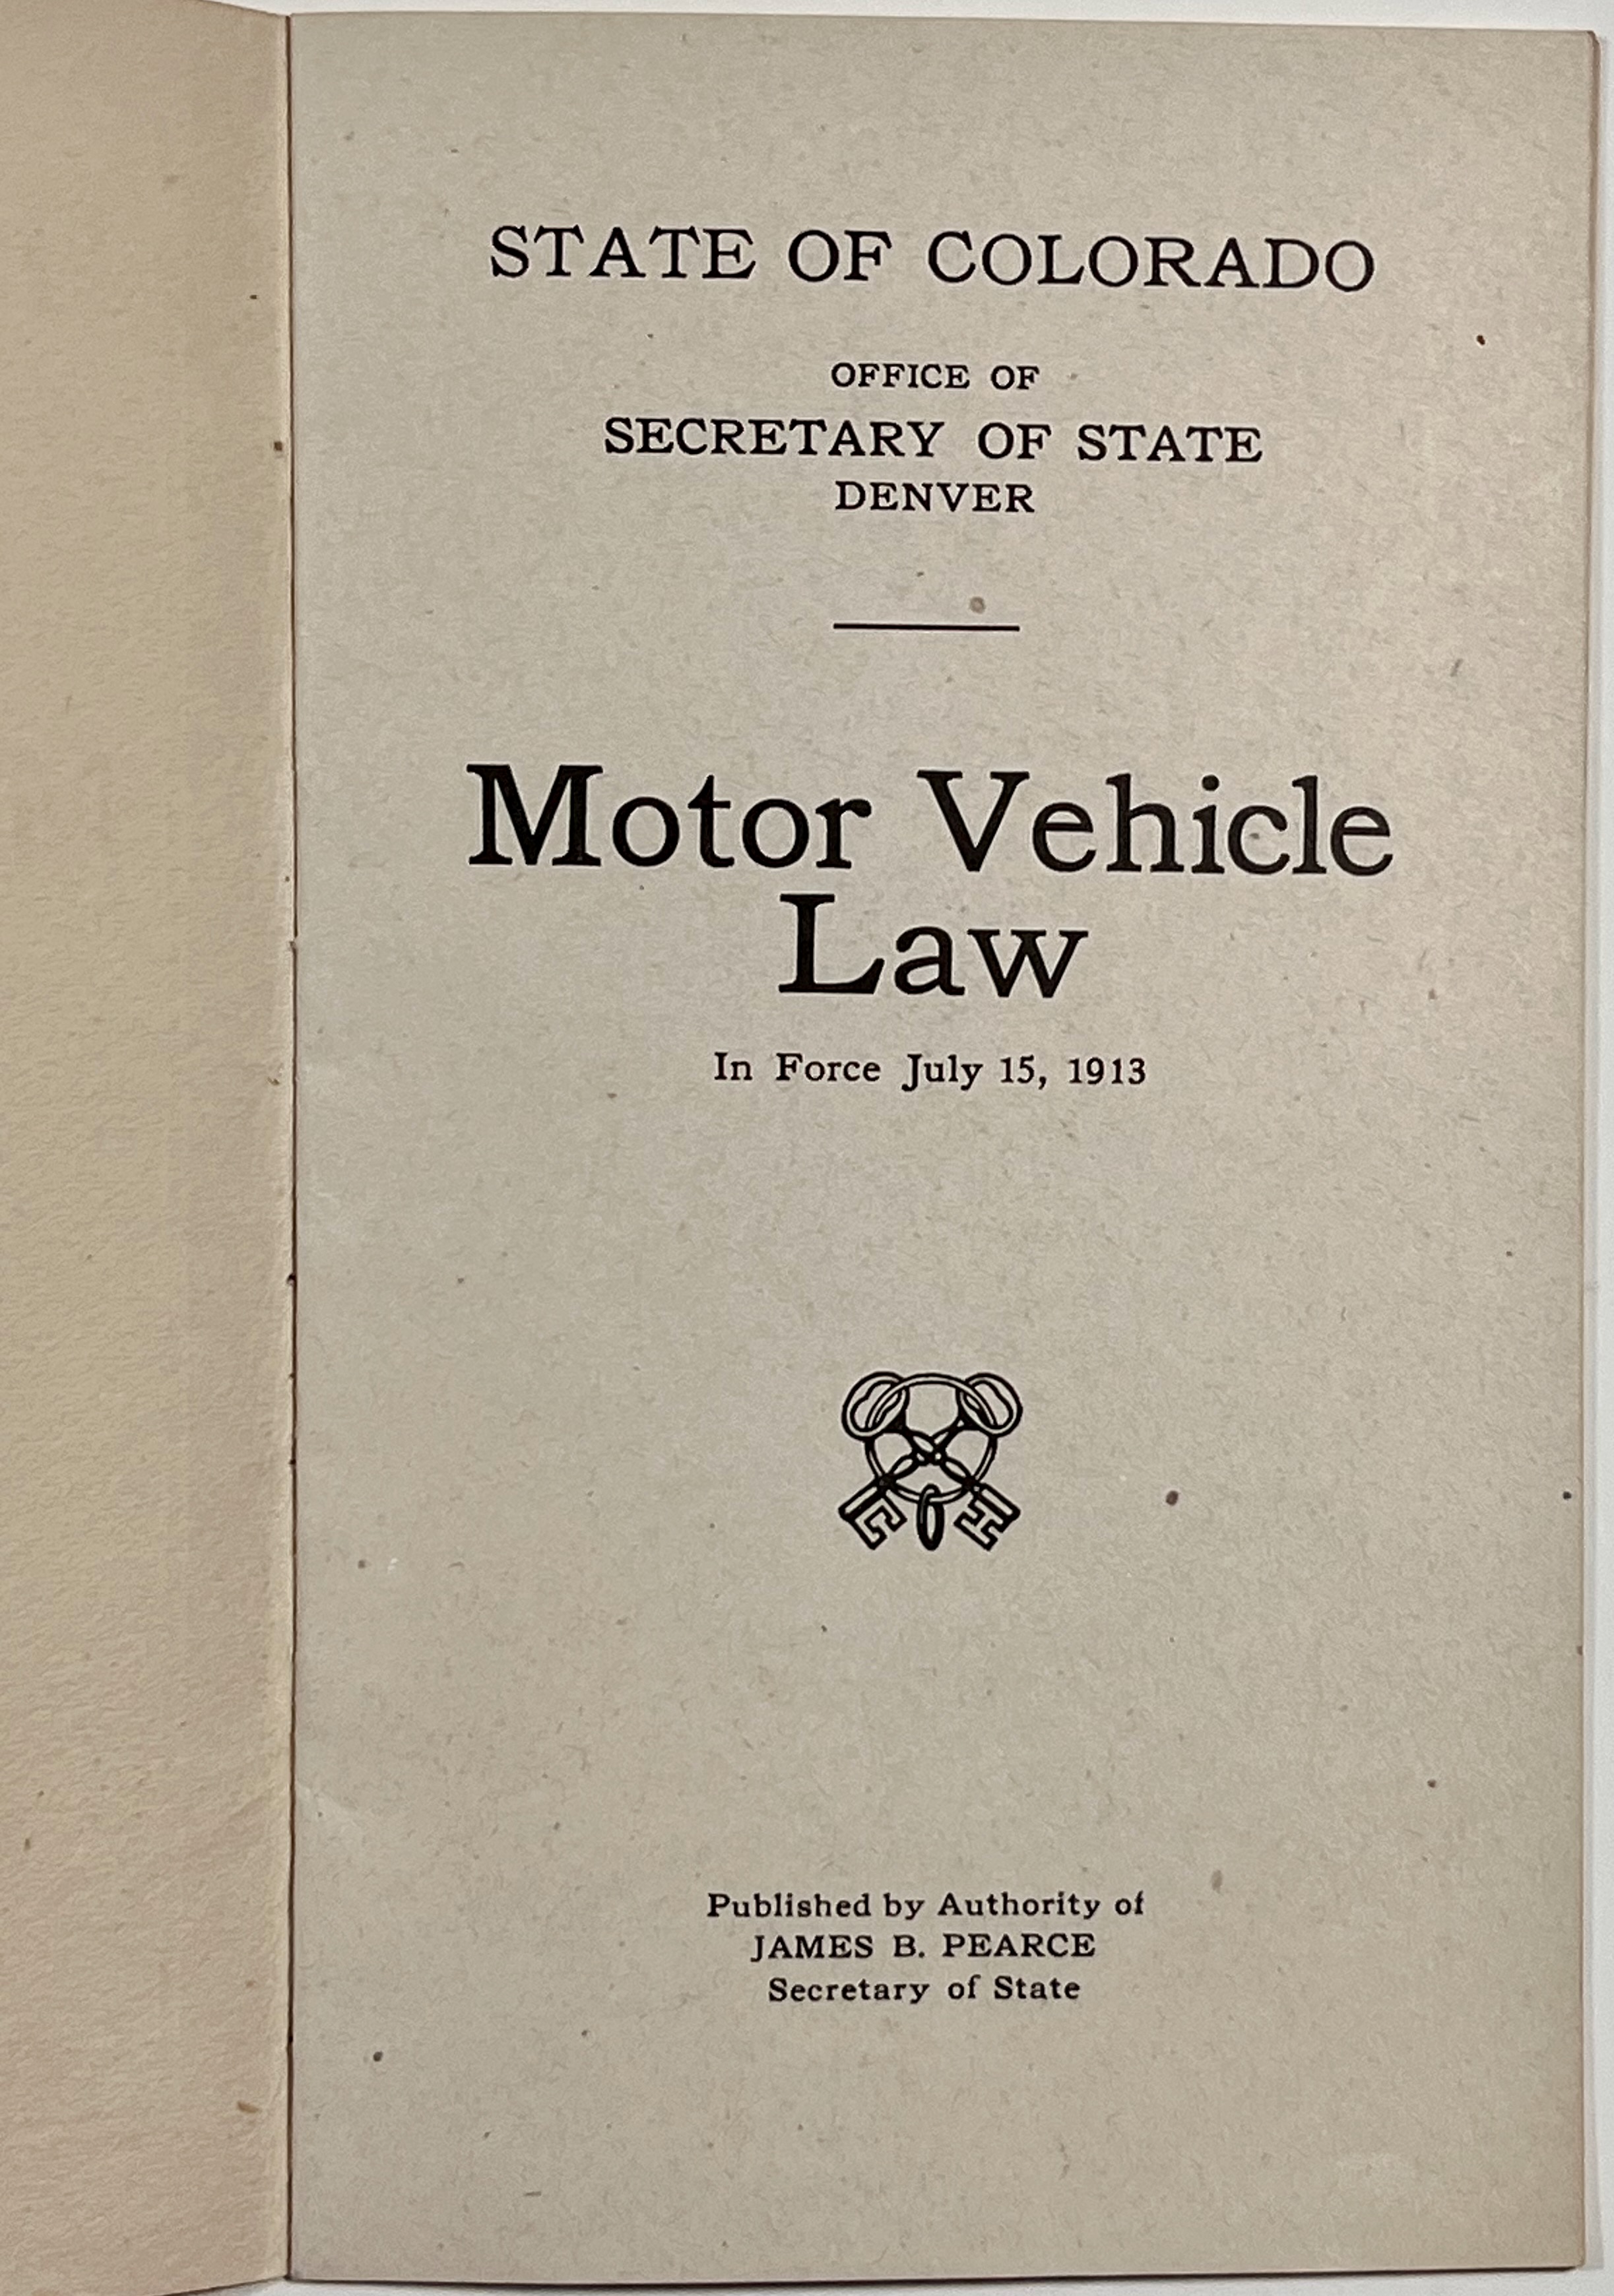 STATE OF COLORADO
OFFICE OF
SECRETARY OF STATE
DENVER
Motor Vehicle
Law
In Force July 15, 1913
Published by Authority of
JAMES B. PEARCE
Secretary of State